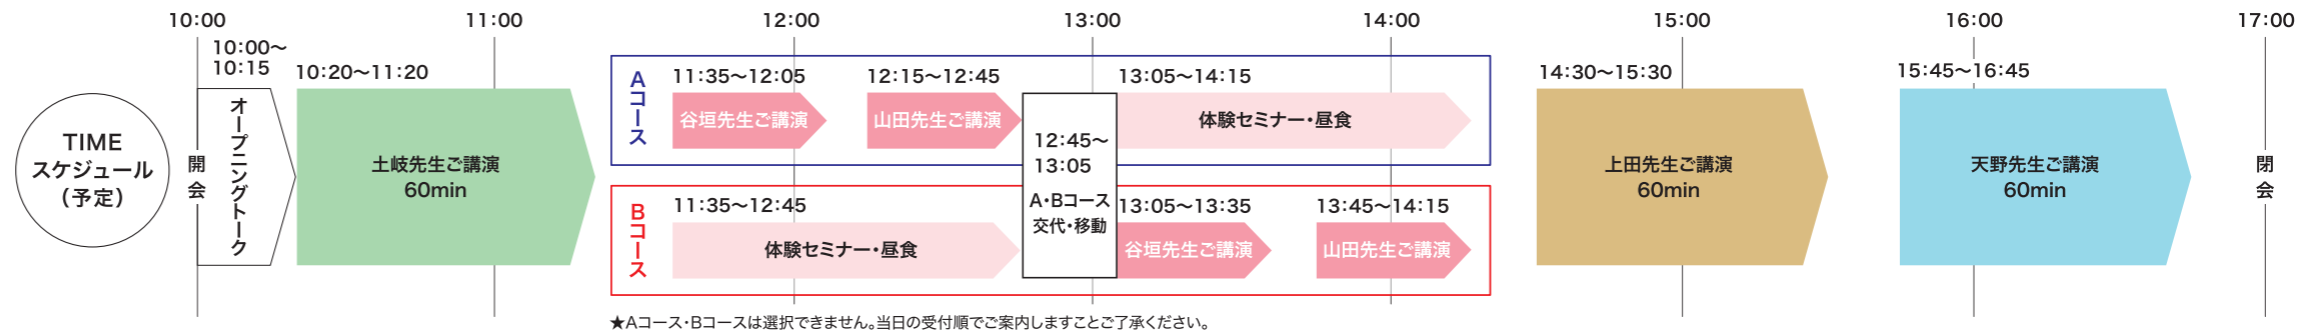 10:00
11:00
12:00
13:00
14:00
15:00
16:00
17:00
TIME
スケジュール
(予定)
開会
10:00〜
10:15
オープニングトーク
10:20〜11:20
土岐先生ご講演
60min
Aコース
11:35〜12:05
谷垣先生ご講演
12:15〜12:45
山田先生ご講演
13:05〜14:15
体験セミナー・昼食
12:45〜
13:05
A・Bコース
交代・移動
Bコース
11:35〜12:45
体験セミナー・昼食
13:05〜13:35
谷垣先生ご講演
13:45〜14:15
山田先生ご講演
14:30〜15:30
上田先生ご講演
60min
15:45〜16:45
天野先生ご講演
60min
閉会
★Aコース・Bコースは選択できません。当日の受付順でご案内しますことご了承ください。